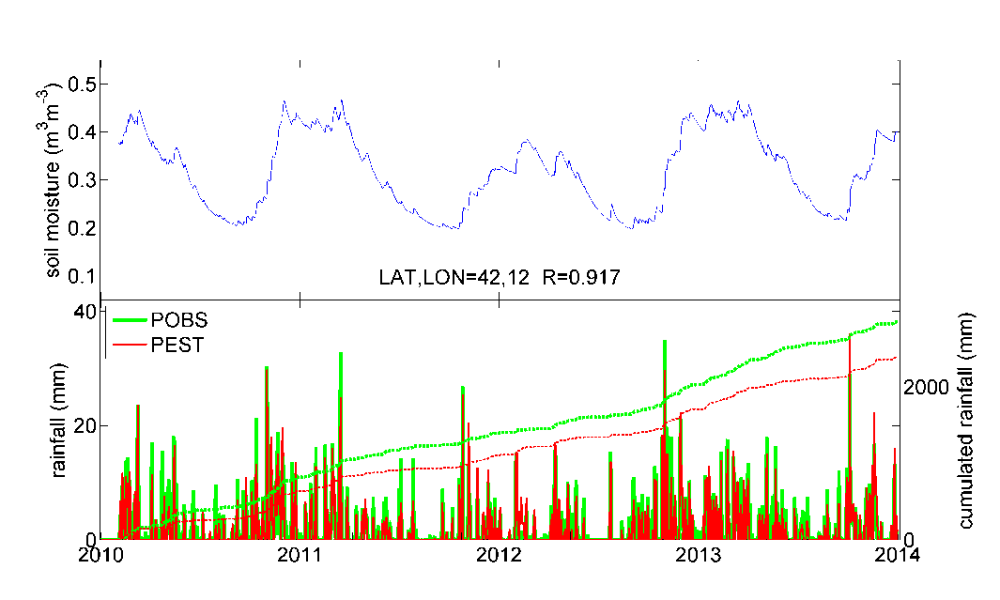 0.5
0.4
0.3
0.2
0.1
soil moisture (m³m⁻³)
LAT,LON=42,12 R=0.917
40
20
0
rainfall (mm)
POBS
PEST
2000
0
cumulated rainfall (mm)
2010 2011 2012 2013 2014